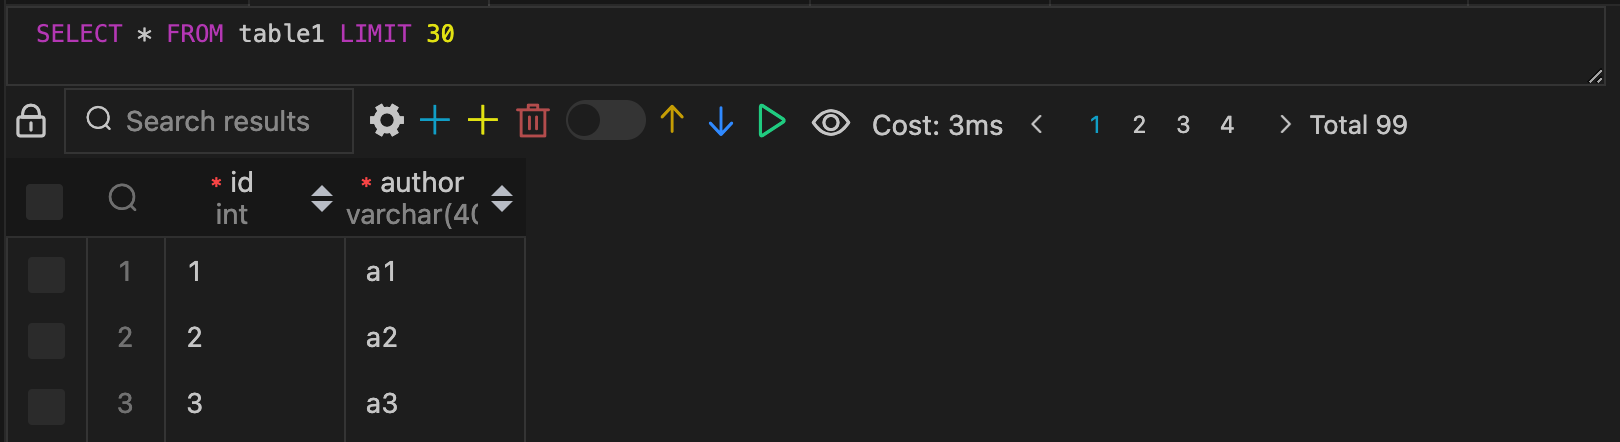 SELECT * FROM table1 LIMIT 30
Search results Cost: 3ms 1 2 3 4 Total 99
* id * author
int varchar(40
1 1 a1
2 2 a2
3 3 a3